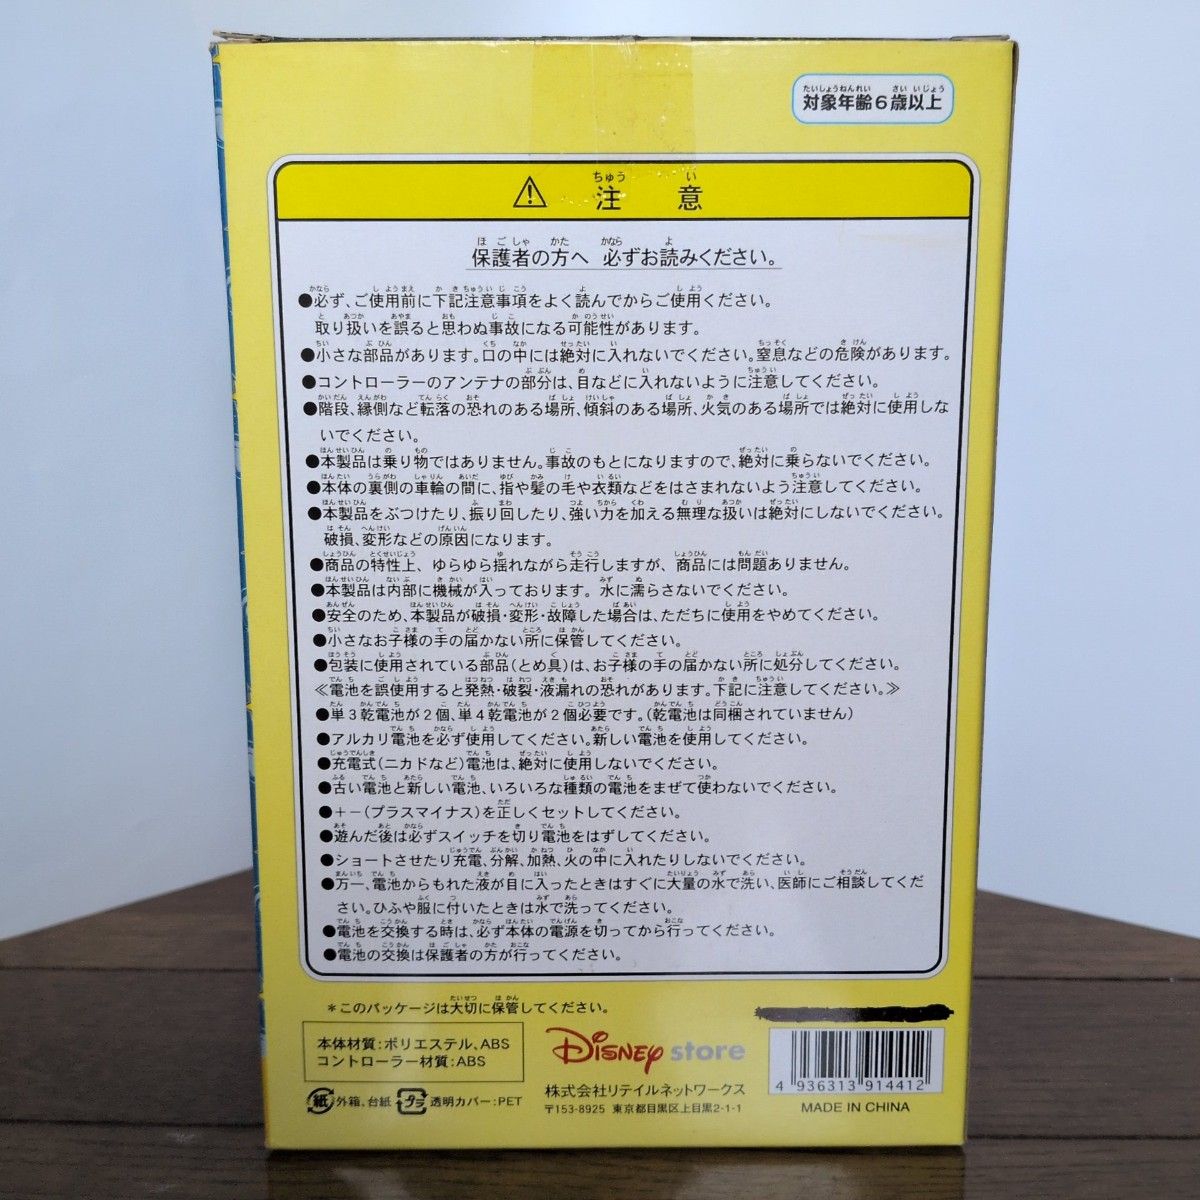 対象年齢6歳以上
注意
保護者の方へ 必ずお読みください。
●必ず、ご使用前に下記注意事項をよく読んでからご使用ください。
取り扱いを誤ると思わぬ事故になる可能性があります。
●小さな部品があります。口の中には絶対に入れないでください。窒息などの危険があります。
●コントローラーのアンテナの部分は、目などに入れないように注意してください。
●階段、縁側など転落の恐れのある場所、傾斜のある場所、火気のある場所では絶対に使用しな
いでください。
●本製品は乗り物ではありません。事故のもとになりますので、絶対に乗らないでください。
●本体の裏側の車輪の間に、指や髪の毛や衣類などをはさまれないよう注意してください。
●本製品をぶつけたり、振り回したり、強い力を加える無理な扱いは絶対にしないでください。
破損、変形などの原因になります。
●商品の特性上、ゆらゆら揺れながら走行しますが、商品には問題ありません。
●本製品は内部に機械が入っております。水に濡らさないでください。
●安全のため、本製品が破損・変形・故障した場合は、ただちに使用をやめてください。
●小さなお子様の手の届かない所に保管してください。
●包装に使用されている部品(とめ具)は、お子様の手の届かない所に処分してください。
≪電池を誤使用すると発熱・破裂・液漏れの恐れがあります。下記に注意してください。≫
●単3乾電池が2個、単4乾電池が2個必要です。(乾電池は同梱されていません)
●アルカリ電池を必ず使用してください。新しい電池を使用してください。
●充電式(ニカドなど)電池は、絶対に使用しないでください。
●古い電池と新しい電池、いろいろな種類の電池をまぜて使わないでください。
●+-(プラスマイナス)を正しくセットしてください。
●遊んだ後は必ずスイッチを切り電池をはずしてください。
●ショートさせたり充電、分解、加熱、火の中に入れたりしないでください。
●万一、電池からもれた液が目に入ったときはすぐに大量の水で洗い、医師にご相談してくだ
さい。ひふや服に付いたときは水で洗ってください。
●電池を交換する時は、必ず本体の電源を切ってから行ってください。
●電池の交換は保護者の方が行ってください。
*このパッケージは大切に保管してください。
本体材質:ポリエステル、ABS
コントローラー材質:ABS
紙 外箱、台紙 プラ 透明カバー:PET
Disney store
株式会社リテイルネットワークス
〒153-8925 東京都目黒区上目黒2-1-1
4 936313 914412
MADE IN CHINA